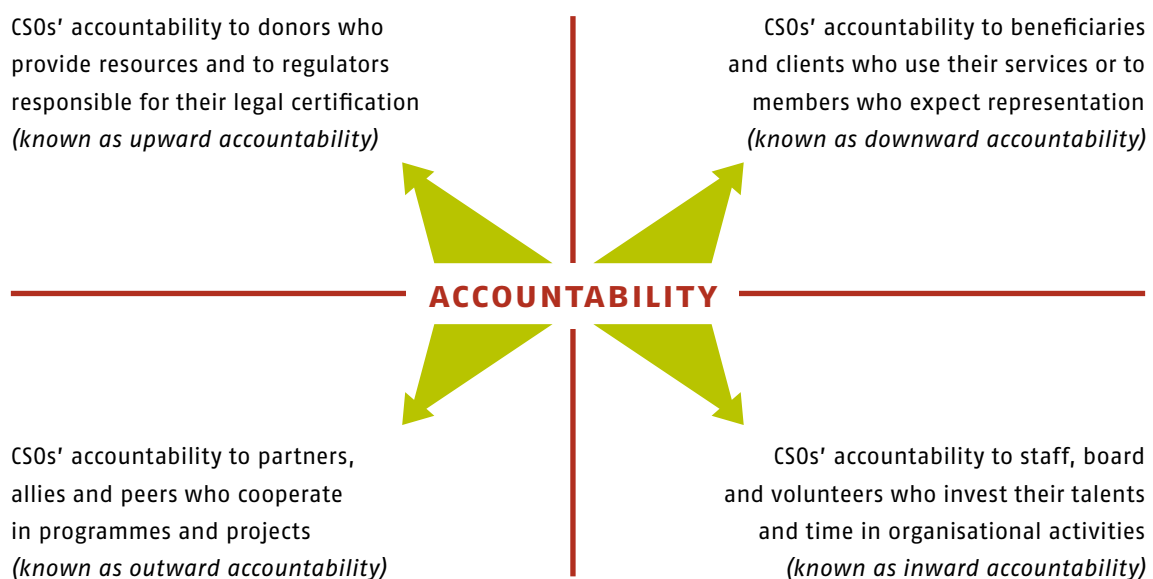 CSOs' accountability to donors who
provide resources and to regulators
responsible for their legal certification
(known as upward accountability)
CSOs' accountability to beneficiaries
and clients who use their services or to
members who expect representation
(known as downward accountability)
ACCOUNTABILITY
CSOs' accountability to partners,
allies and peers who cooperate
in programmes and projects
(known as outward accountability)
CSOs' accountability to staff, board
and volunteers who invest their talents
and time in organisational activities
(known as inward accountability)